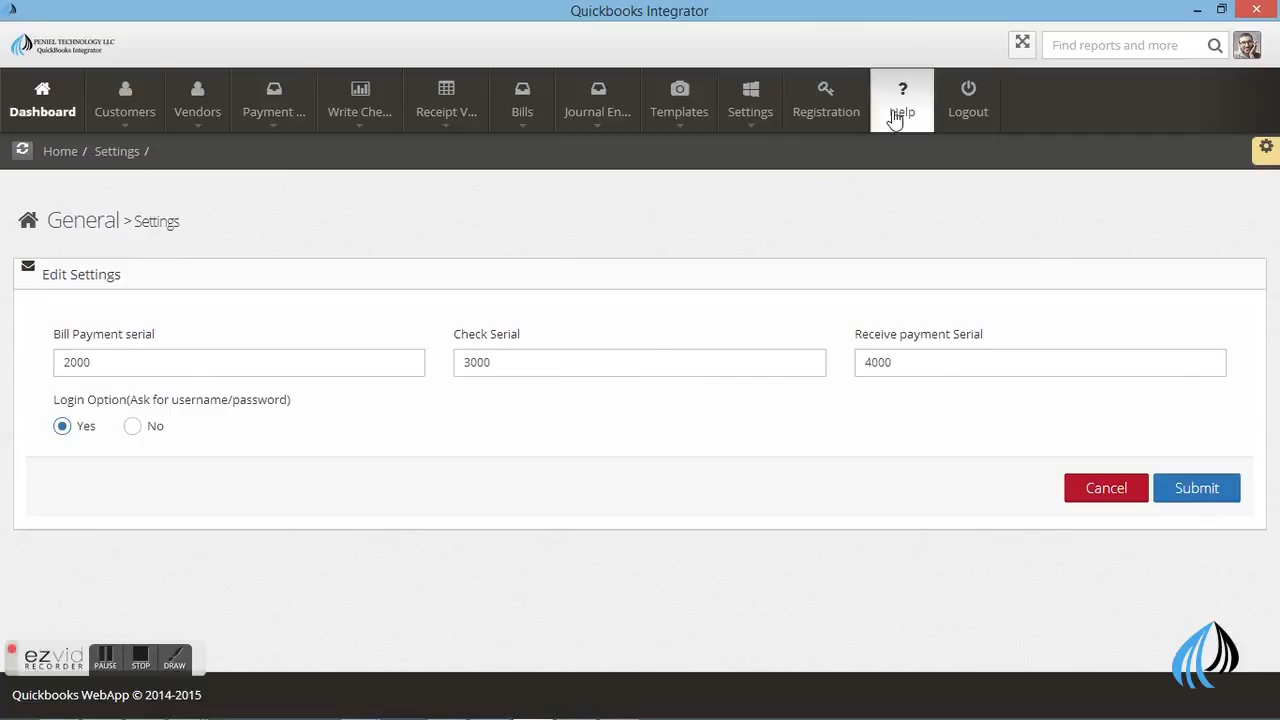 Quickbooks Integrator
PENIEL TECHNOLOGY LLC
QuickBooks Integrator
Find reports and more
Dashboard
Customers
Vendors
Payment ...
Write Che...
Receipt V...
Bills
Journal En...
Templates
Settings
Registration
? Help
Logout
Home / Settings /
General > Settings
Edit Settings
Bill Payment serial
Check Serial
Receive payment Serial
2000
3000
4000
Login Option(Ask for username/password)
Yes
No
Cancel
Submit
ezvid
RECORDER
PAUSE
STOP
DRAW
Quickbooks WebApp © 2014-2015